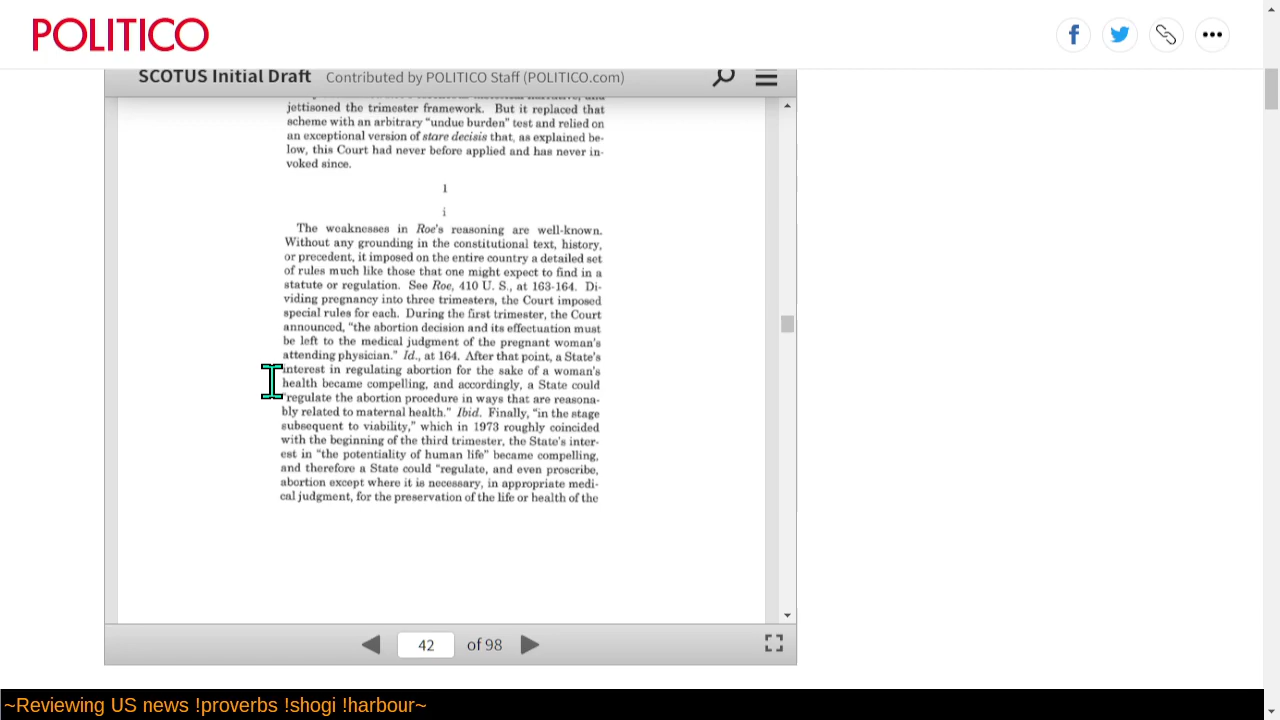 POLITICO
SCOTUS Initial Draft Contributed by POLITICO Staff (POLITICO.com)
jettisoned the trimester framework. But it replaced that
scheme with an arbitrary “undue burden” test and relied on
an exceptional version of stare decisis that, as explained be-
low, this Court had never before applied and has never in-
voked since.
1
i
The weaknesses in Roe’s reasoning are well-known.
Without any grounding in the constitutional text, history,
or precedent, it imposed on the entire country a detailed set
of rules much like those that one might expect to find in a
statute or regulation. See Roe, 410 U. S., at 163-164. Di-
viding pregnancy into three trimesters, the Court imposed
special rules for each. During the first trimester, the Court
announced, “the abortion decision and its effectuation must
be left to the medical judgment of the pregnant woman’s
attending physician.” Id., at 164. After that point, a State’s
interest in regulating abortion for the sake of a woman’s
health became compelling, and accordingly, a State could
“regulate the abortion procedure in ways that are reasona-
bly related to maternal health.” Ibid. Finally, “in the stage
subsequent to viability,” which in 1973 roughly coincided
with the beginning of the third trimester, the State’s inter-
est in “the potentiality of human life” became compelling,
and therefore a State could “regulate, and even proscribe,
abortion except where it is necessary, in appropriate medi-
cal judgment, for the preservation of the life or health of the
42 of 98
~Reviewing US news !proverbs !shogi !harbour~